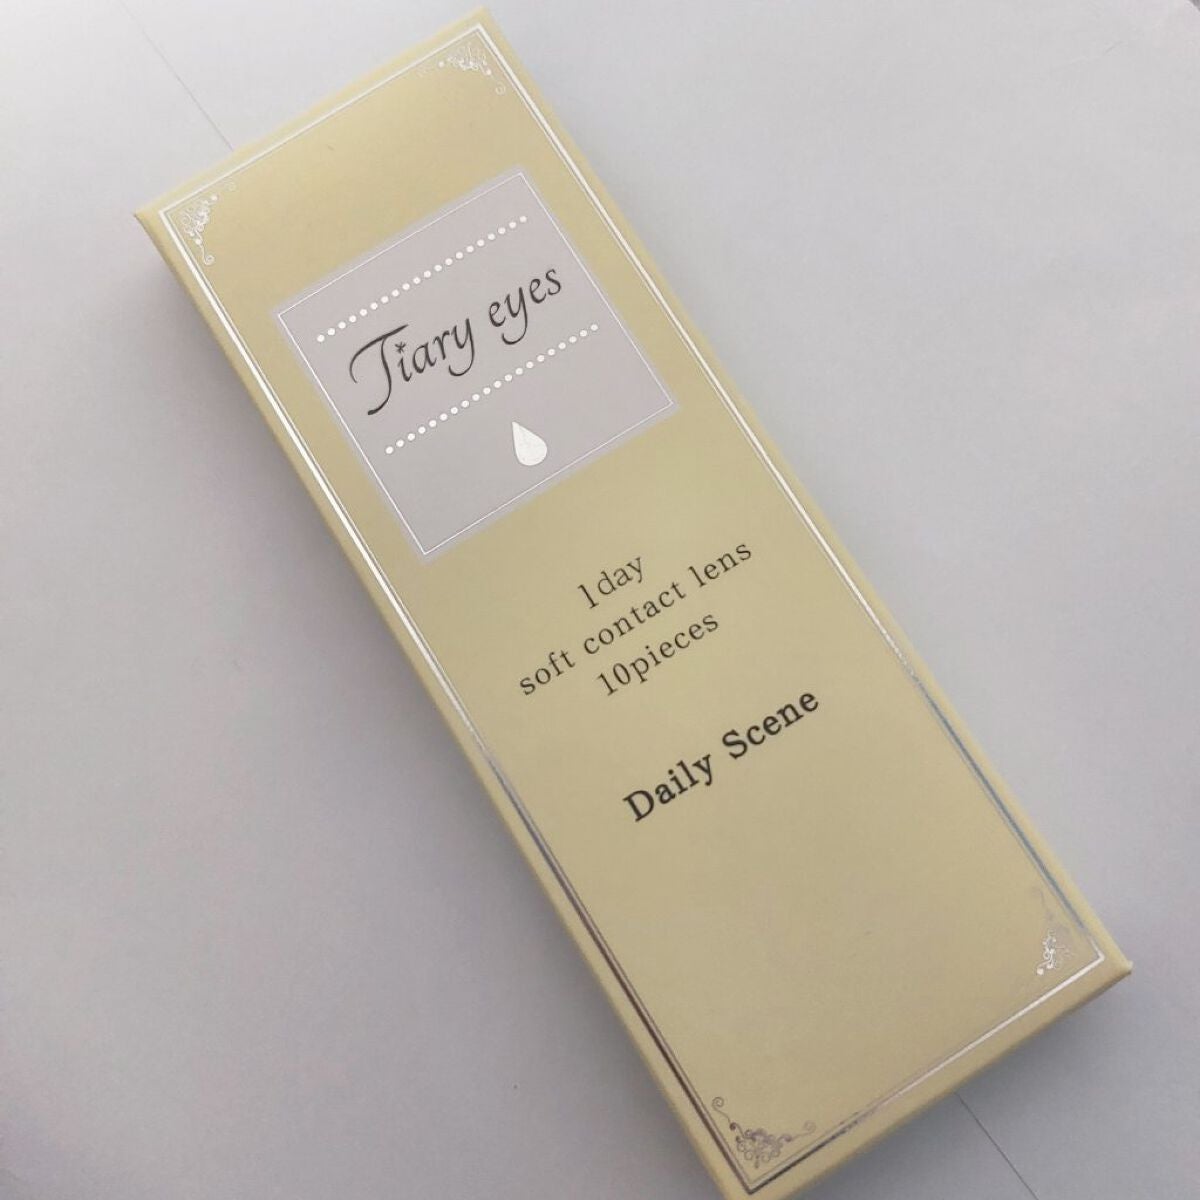 Tiary eyes
1day
soft contact lens
10pieces
Daily Scene